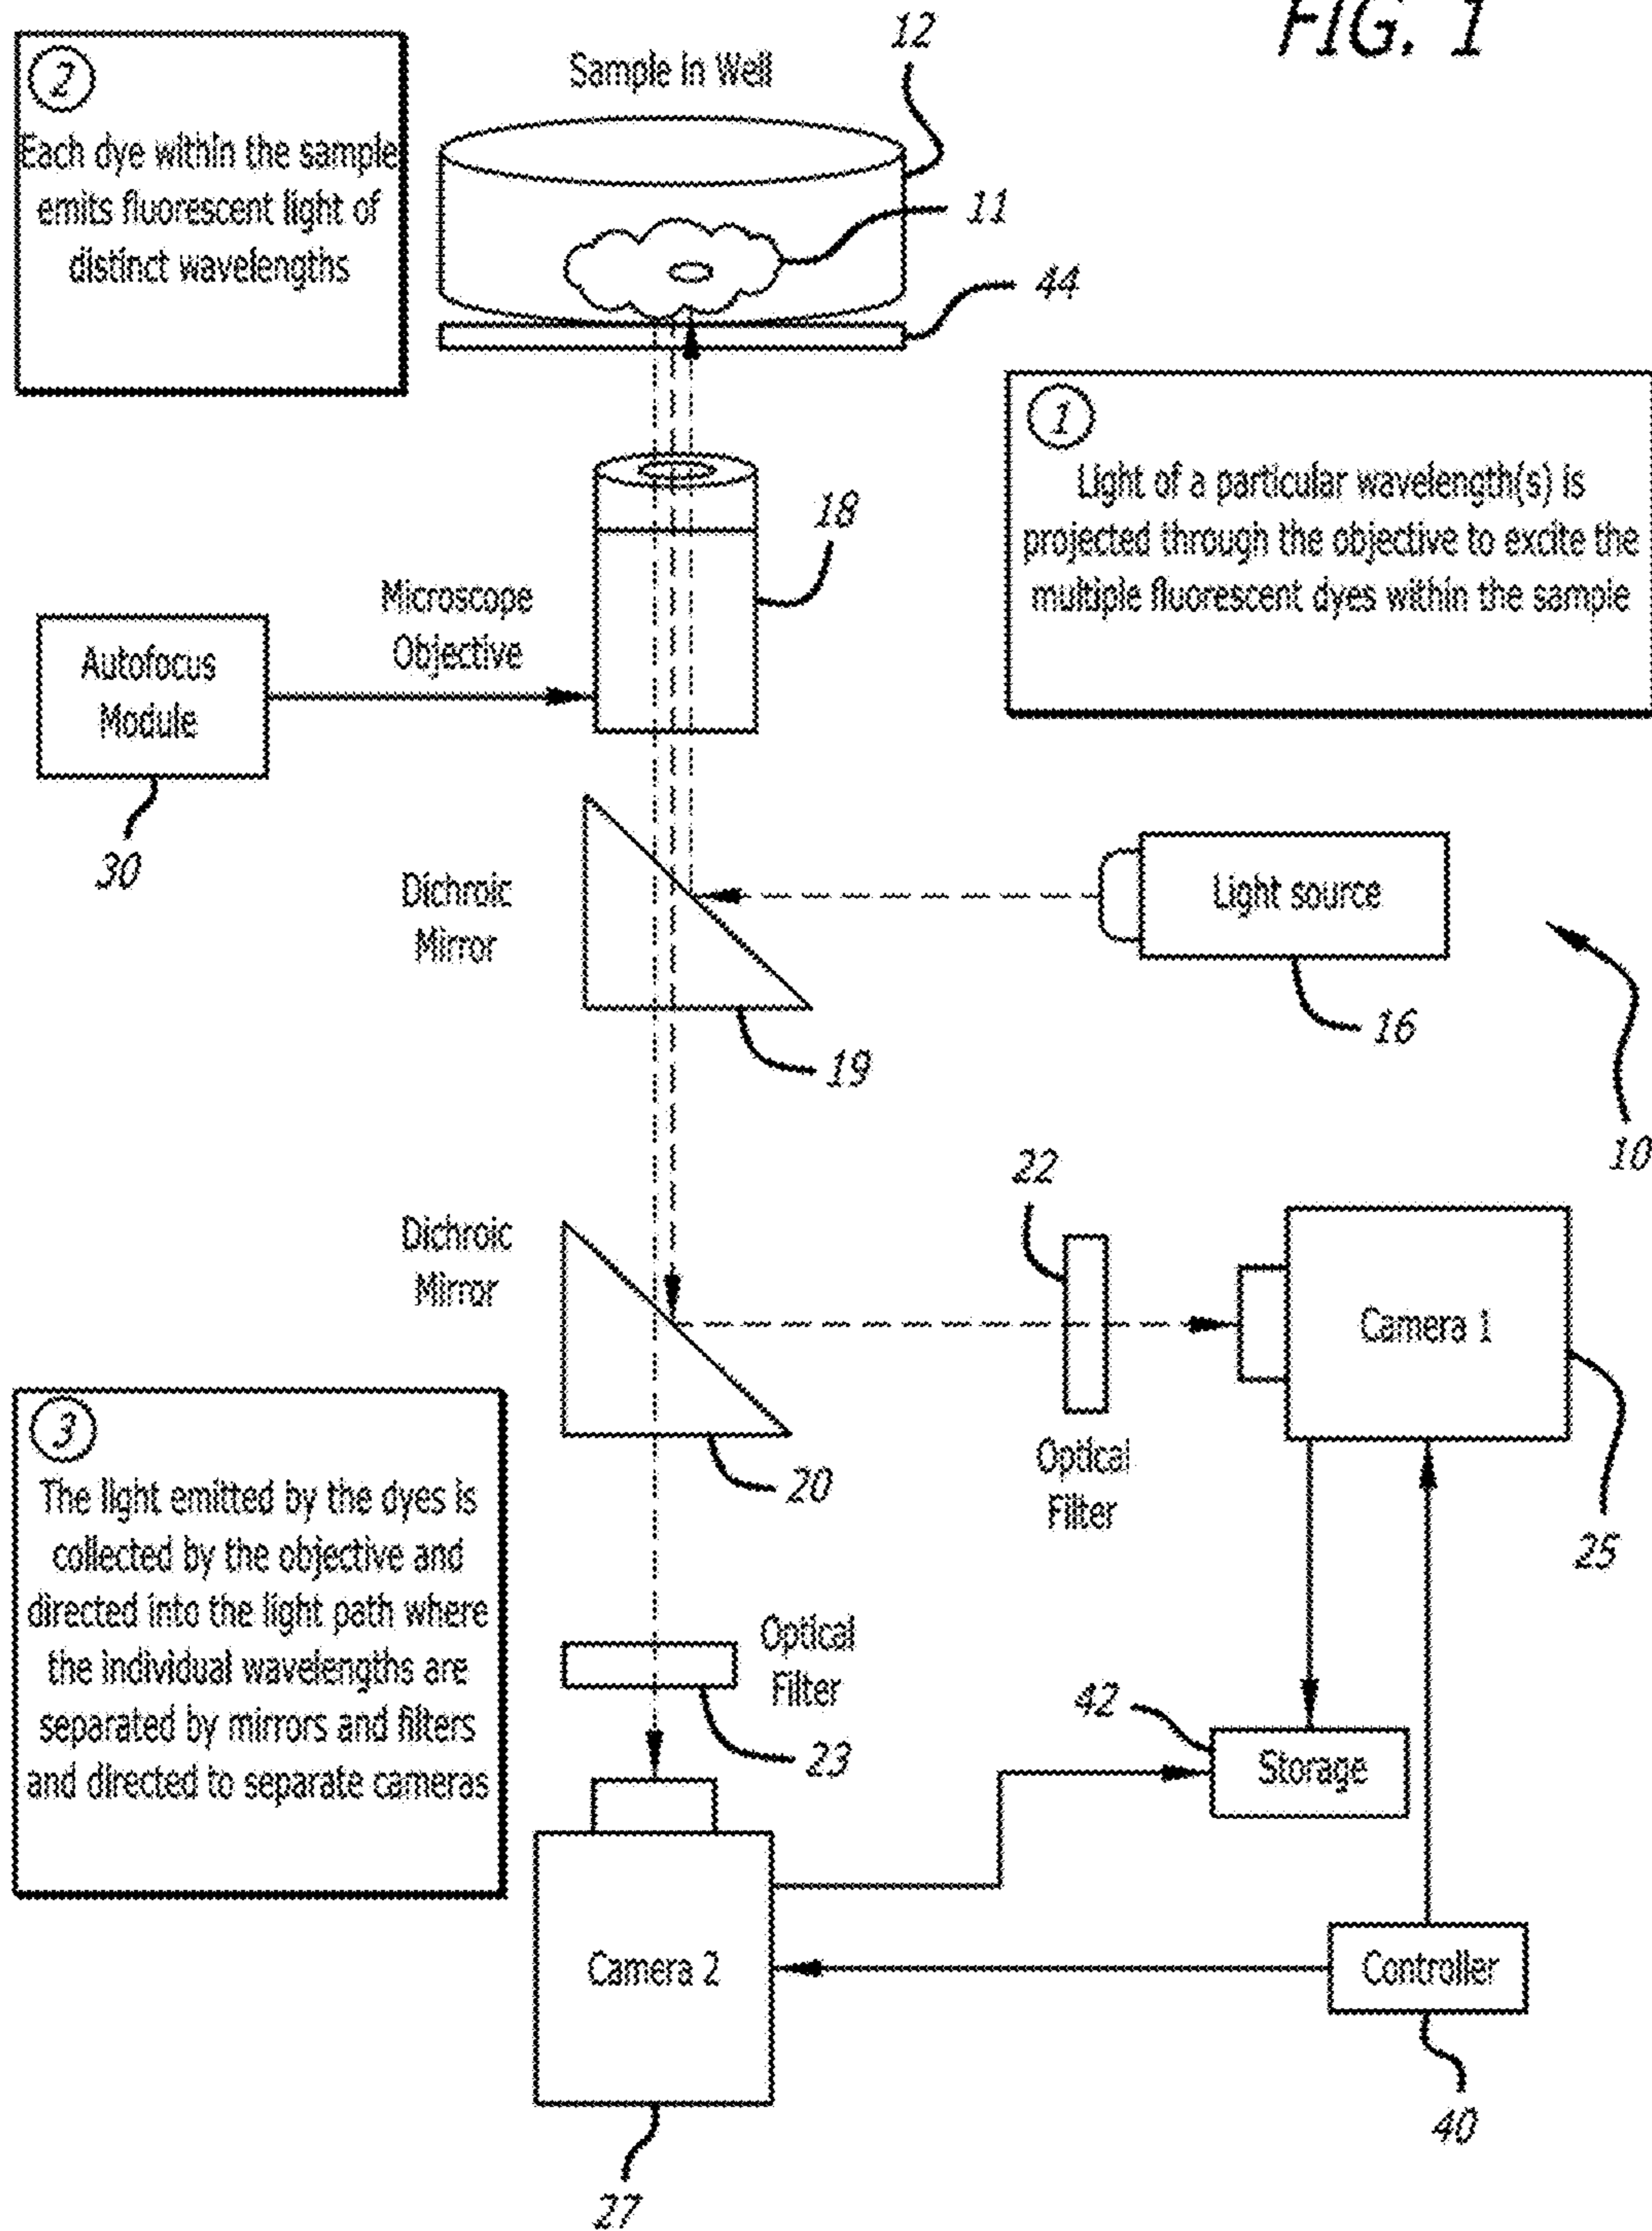 FIG. 1
2
Each dye within the sample
emits fluorescent light of
distinct wavelengths
Sample in Well
12
11
44
1
Light of a particular wavelength(s) is
projected through the objective to excite the
multiple fluorescent dyes within the sample
18
Microscope
Objective
Autofocus
Module
30
Dichroic
Mirror
Light source
16
19
10
22
Dichroic
Mirror
Camera 1
Optical
Filter
20
25
3
The light emitted by the dyes is
collected by the objective and
directed into the light path where
the individual wavelengths are
separated by mirrors and filters
and directed to separate cameras
Optical
Filter
23
42
Storage
Camera 2
Controller
40
27